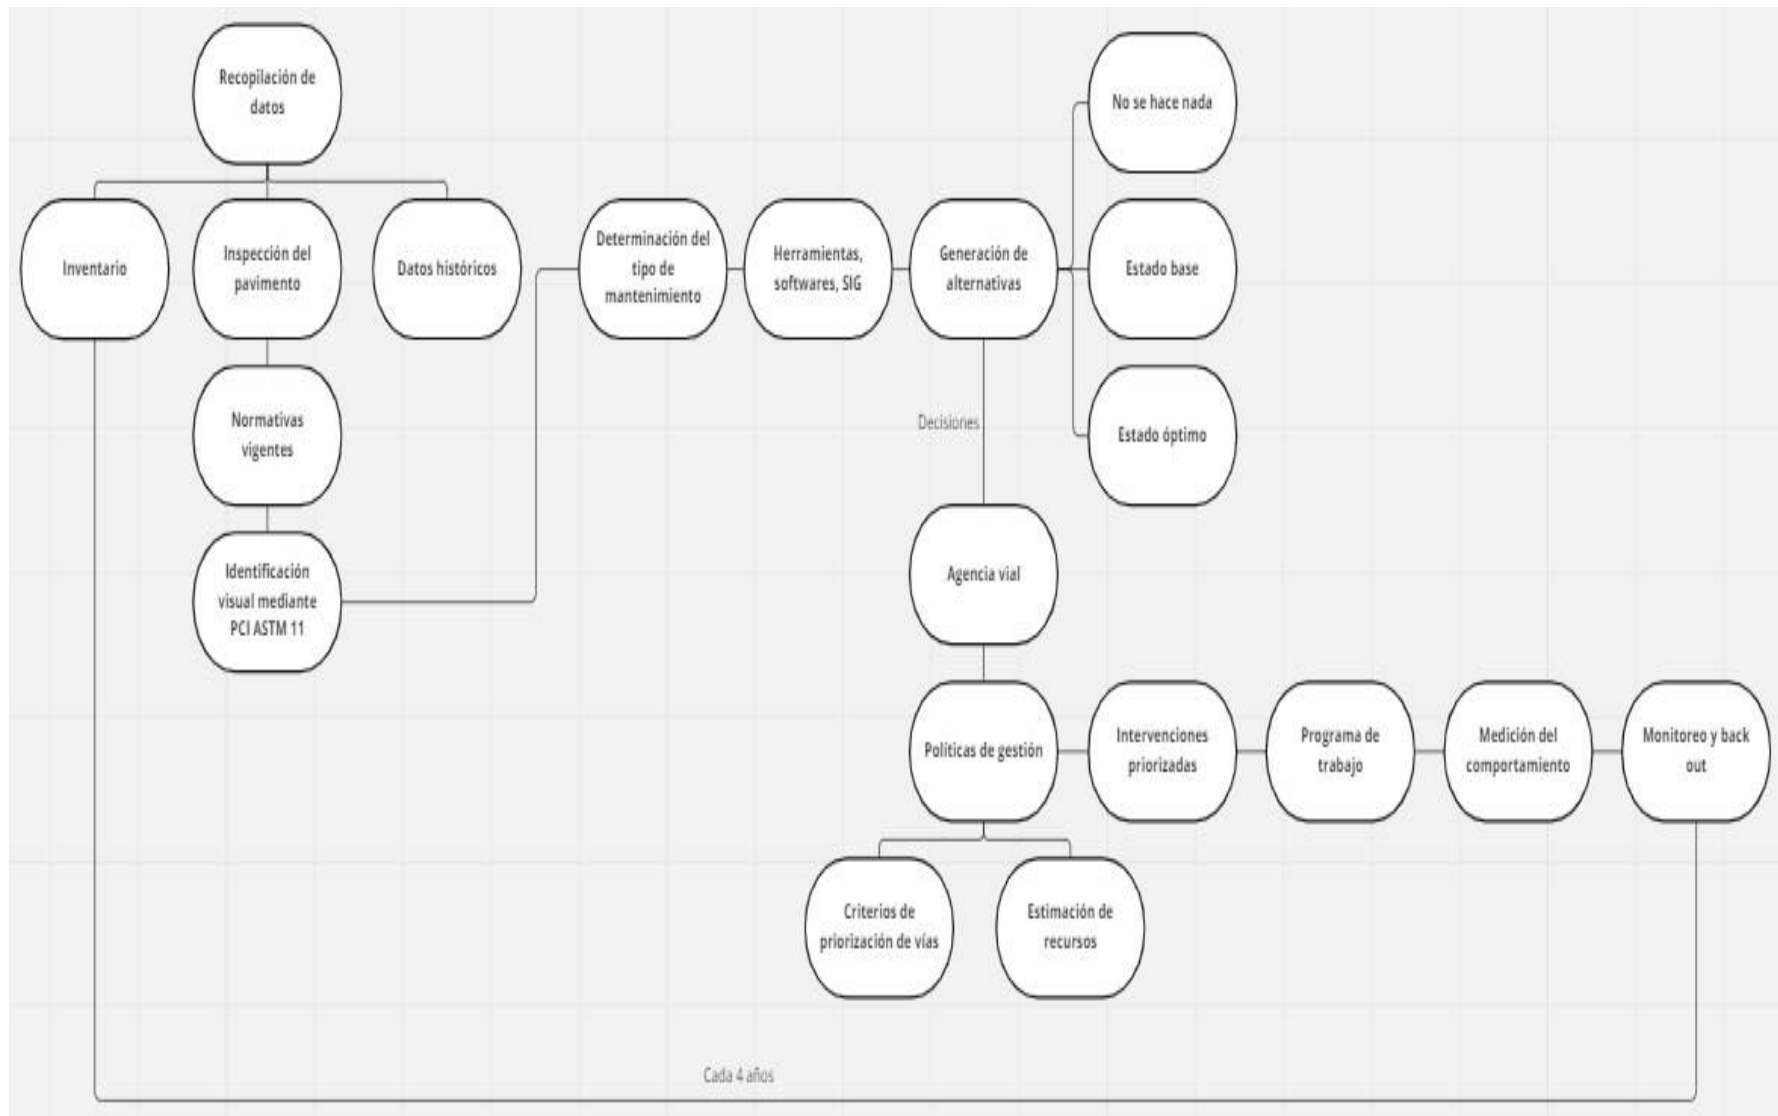 Recopilación de
datos
Inventario
Inspección del
pavimento
Datos históricos
Normativas
vigentes
Identificación
visual mediante
PCI ASTM 11
Determinación del
tipo de
mantenimiento
Herramientas,
softwares, SIG
Generación de
alternativas
No se hace nada
Estado base
Estado óptimo
Decisiones
Agencia vial
Políticas de gestión
Intervenciones
priorizadas
Programa de
trabajo
Medición del
comportamiento
Monitoreo y back
out
Criterios de
priorización de vías
Estimación de
recursos
Cada 4 años